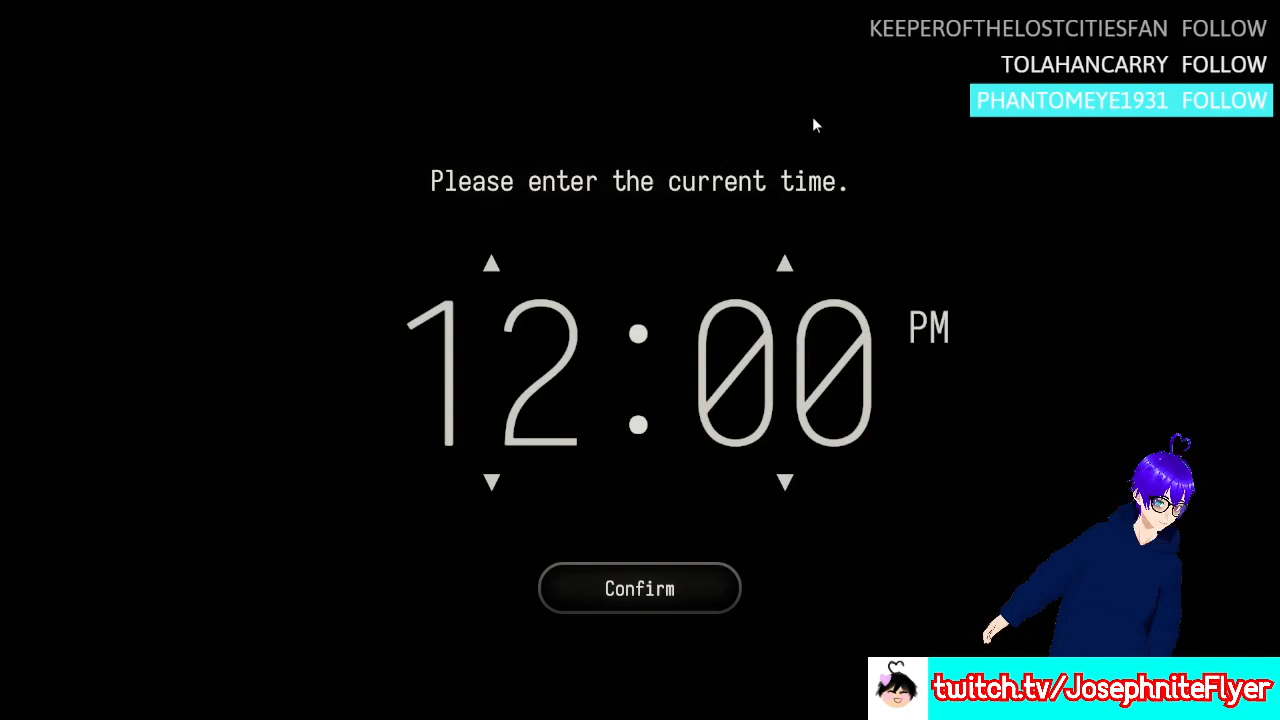 KEEPEROFTHELOSTCITIESFAN FOLLOW
TOLAHANCARRY FOLLOW
PHANTOMEYE1931 FOLLOW
Please enter the current time.
12:00 PM
Confirm
twitch.tv/JosephniteFlyer